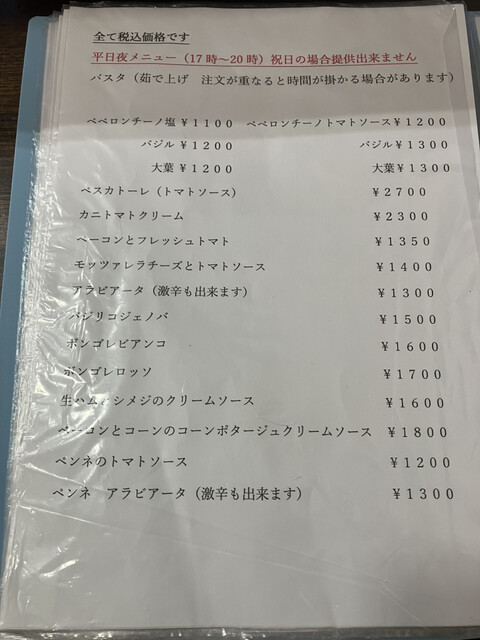 全て税込価格です
平日夜メニュー（17時～20時）祝日の場合提供出来ません
パスタ（茹で上げ　注文が重なると時間が掛かる場合があります）
ペペロンチーノ塩 ￥1100　ペペロンチーノトマトソース￥1200
バジル ￥1200　バジル￥1300
大葉 ￥1200　大葉￥1300
ペスカトーレ（トマトソース）　￥2700
カニトマトクリーム　￥2300
ベーコンとフレッシュトマト　￥1350
モッツァレラチーズとトマトソース　￥1400
アラビアータ（激辛も出来ます）　￥1300
バジリコジェノバ　￥1500
ボンゴレビアンコ　￥1600
ボンゴレロッソ　￥1700
生ハムとシメジのクリームソース　￥1600
ベーコンとコーンのコーンポタージュクリームソース　￥1800
ペンネのトマトソース　￥1200
ペンネ　アラビアータ（激辛も出来ます）　￥1300